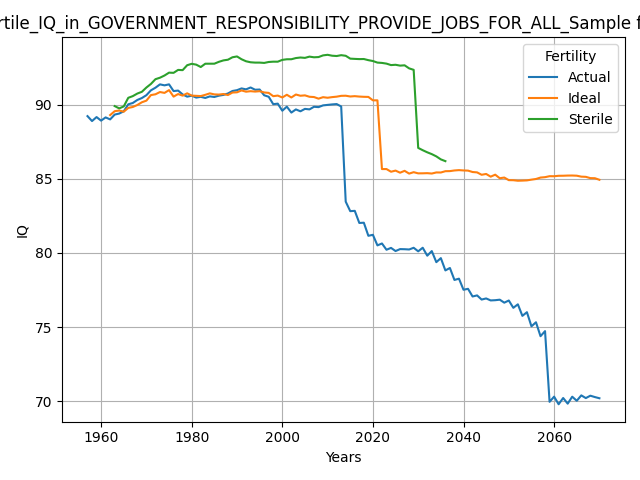 rtile_IQ_in_GOVERNMENT_RESPONSIBILITY_PROVIDE_JOBS_FOR_ALL_Sample f
Fertility
Actual
Ideal
Sterile
IQ
90
85
80
75
70
1960 1980 2000 2020 2040 2060
Years